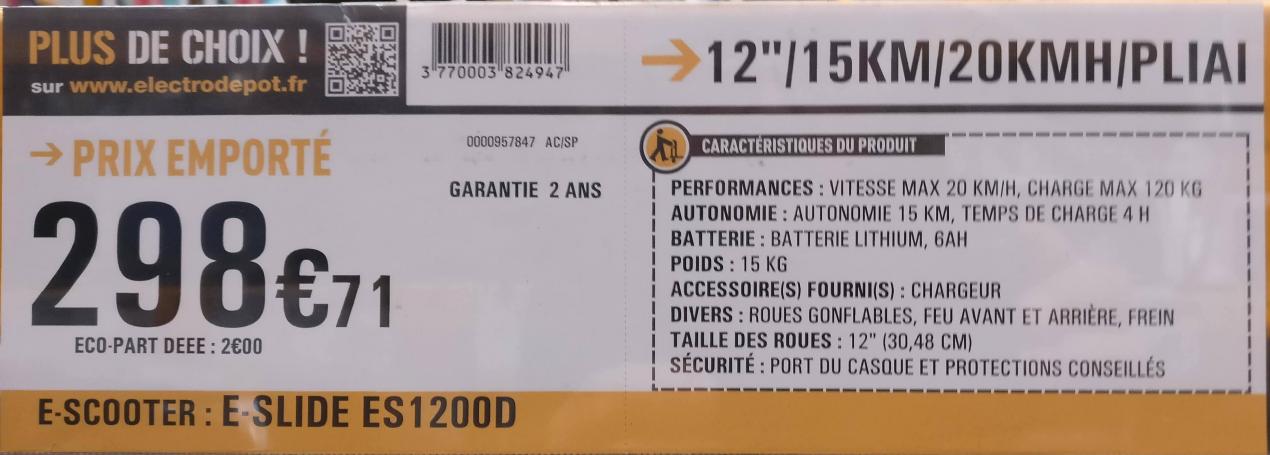 PLUS DE CHOIX !
sur www.electrodepot.fr
3 770003 824947
12"/15KM/20KMH/PLIAI
PRIX EMPORTÉ
0000957847 AC/SP
GARANTIE 2 ANS
298€71
ECO-PART DEEE : 2€00
CARACTÉRISTIQUES DU PRODUIT
PERFORMANCES : VITESSE MAX 20 KM/H, CHARGE MAX 120 KG
AUTONOMIE : AUTONOMIE 15 KM, TEMPS DE CHARGE 4 H
BATTERIE : BATTERIE LITHIUM, 6AH
POIDS : 15 KG
ACCESSOIRE(S) FOURNI(S) : CHARGEUR
DIVERS : ROUES GONFLABLES, FEU AVANT ET ARRIÈRE, FREIN
TAILLE DES ROUES : 12" (30,48 CM)
SÉCURITÉ : PORT DU CASQUE ET PROTECTIONS CONSEILLÉS
E-SCOOTER : E-SLIDE ES1200D